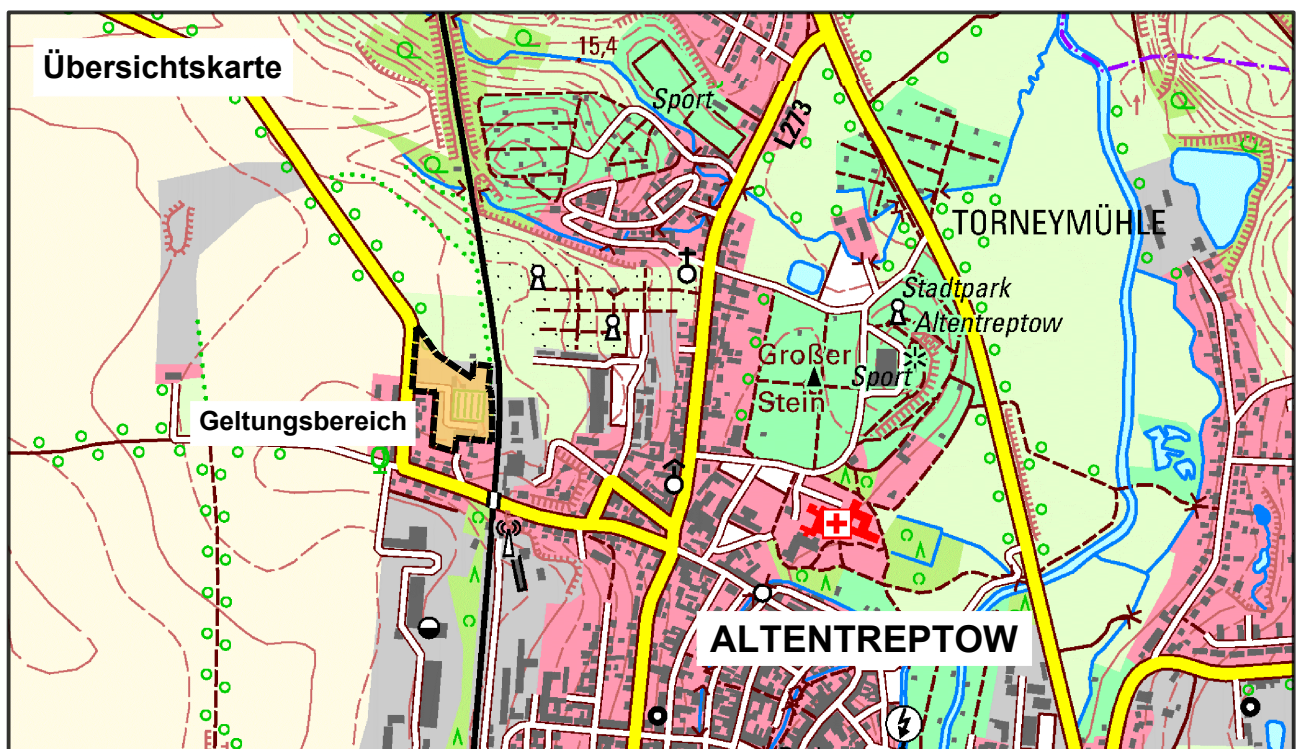 Übersichtskarte
15,4
Sport
L273
TORNEYMÜHLE
Stadtpark
Altentreptow
Großer
Stein
Sport
Geltungsbereich
ALTENTREPTOW